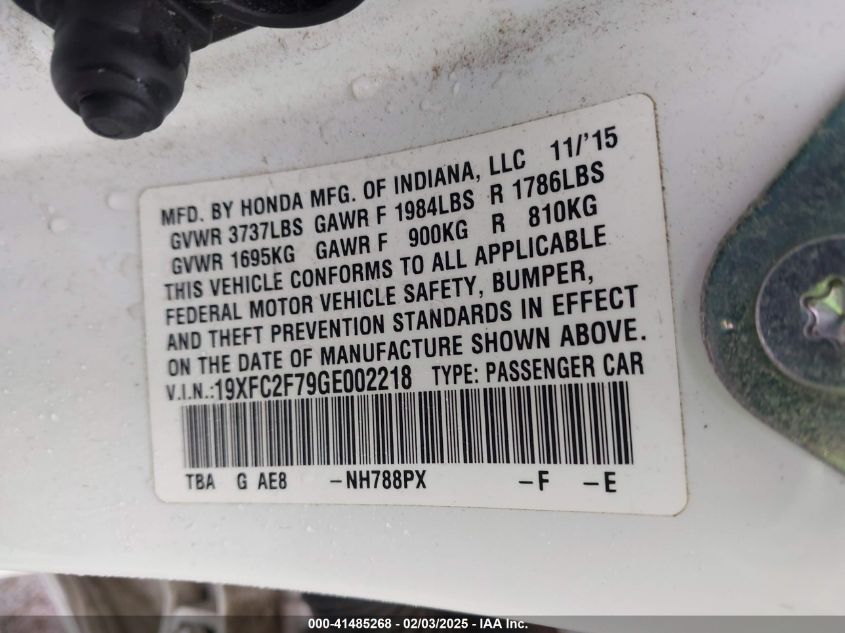 MFD. BY HONDA MFG. OF INDIANA, LLC 11/'15
GVWR 3737LBS GAWR F 1984LBS R 1786LBS
GVWR 1695KG GAWR F 900KG R 810KG
THIS VEHICLE CONFORMS TO ALL APPLICABLE
FEDERAL MOTOR VEHICLE SAFETY, BUMPER,
AND THEFT PREVENTION STANDARDS IN EFFECT
ON THE DATE OF MANUFACTURE SHOWN ABOVE.
V.I.N.:19XFC2F79GE002218 TYPE: PASSENGER CAR
TBA G AE8 -NH788PX -F -E
000-41485268 - 02/03/2025 - IAA Inc.